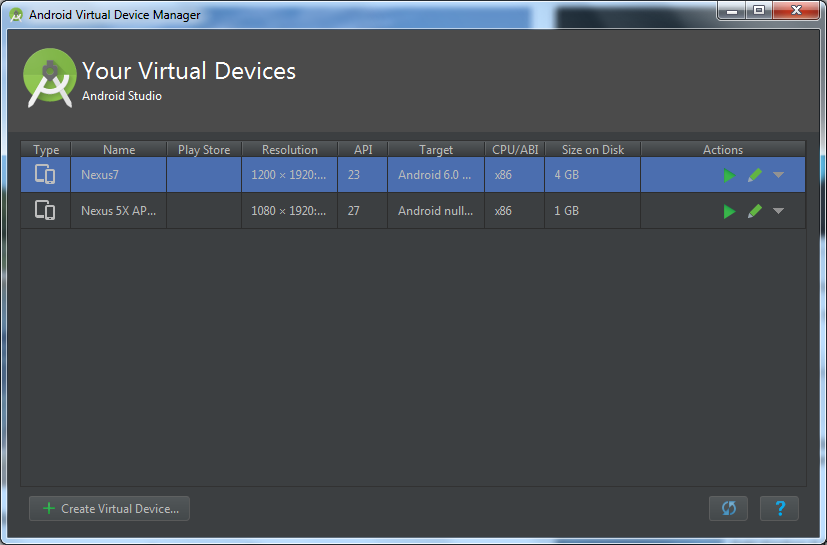 Android Virtual Device Manager
Your Virtual Devices
Android Studio
Type Name Play Store Resolution API Target CPU/ABI Size on Disk Actions
Nexus7 1200 × 1920:... 23 Android 6.0 ... x86 4 GB
Nexus 5X AP... 1080 × 1920:... 27 Android null... x86 1 GB
+ Create Virtual Device... ?